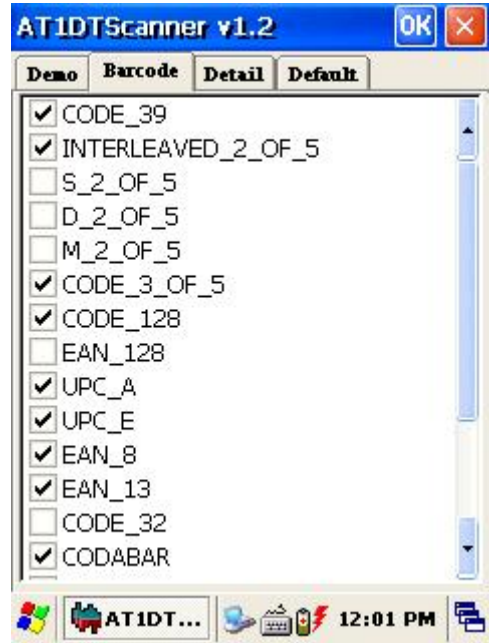 AT1DTScanner v1.2 OK
Demo Barcode Detail Default
CODE_39
INTERLEAVED_2_OF_5
S_2_OF_5
D_2_OF_5
M_2_OF_5
CODE_3_OF_5
CODE_128
EAN_128
UPC_A
UPC_E
EAN_8
EAN_13
CODE_32
CODABAR
AT1DT... 12:01 PM